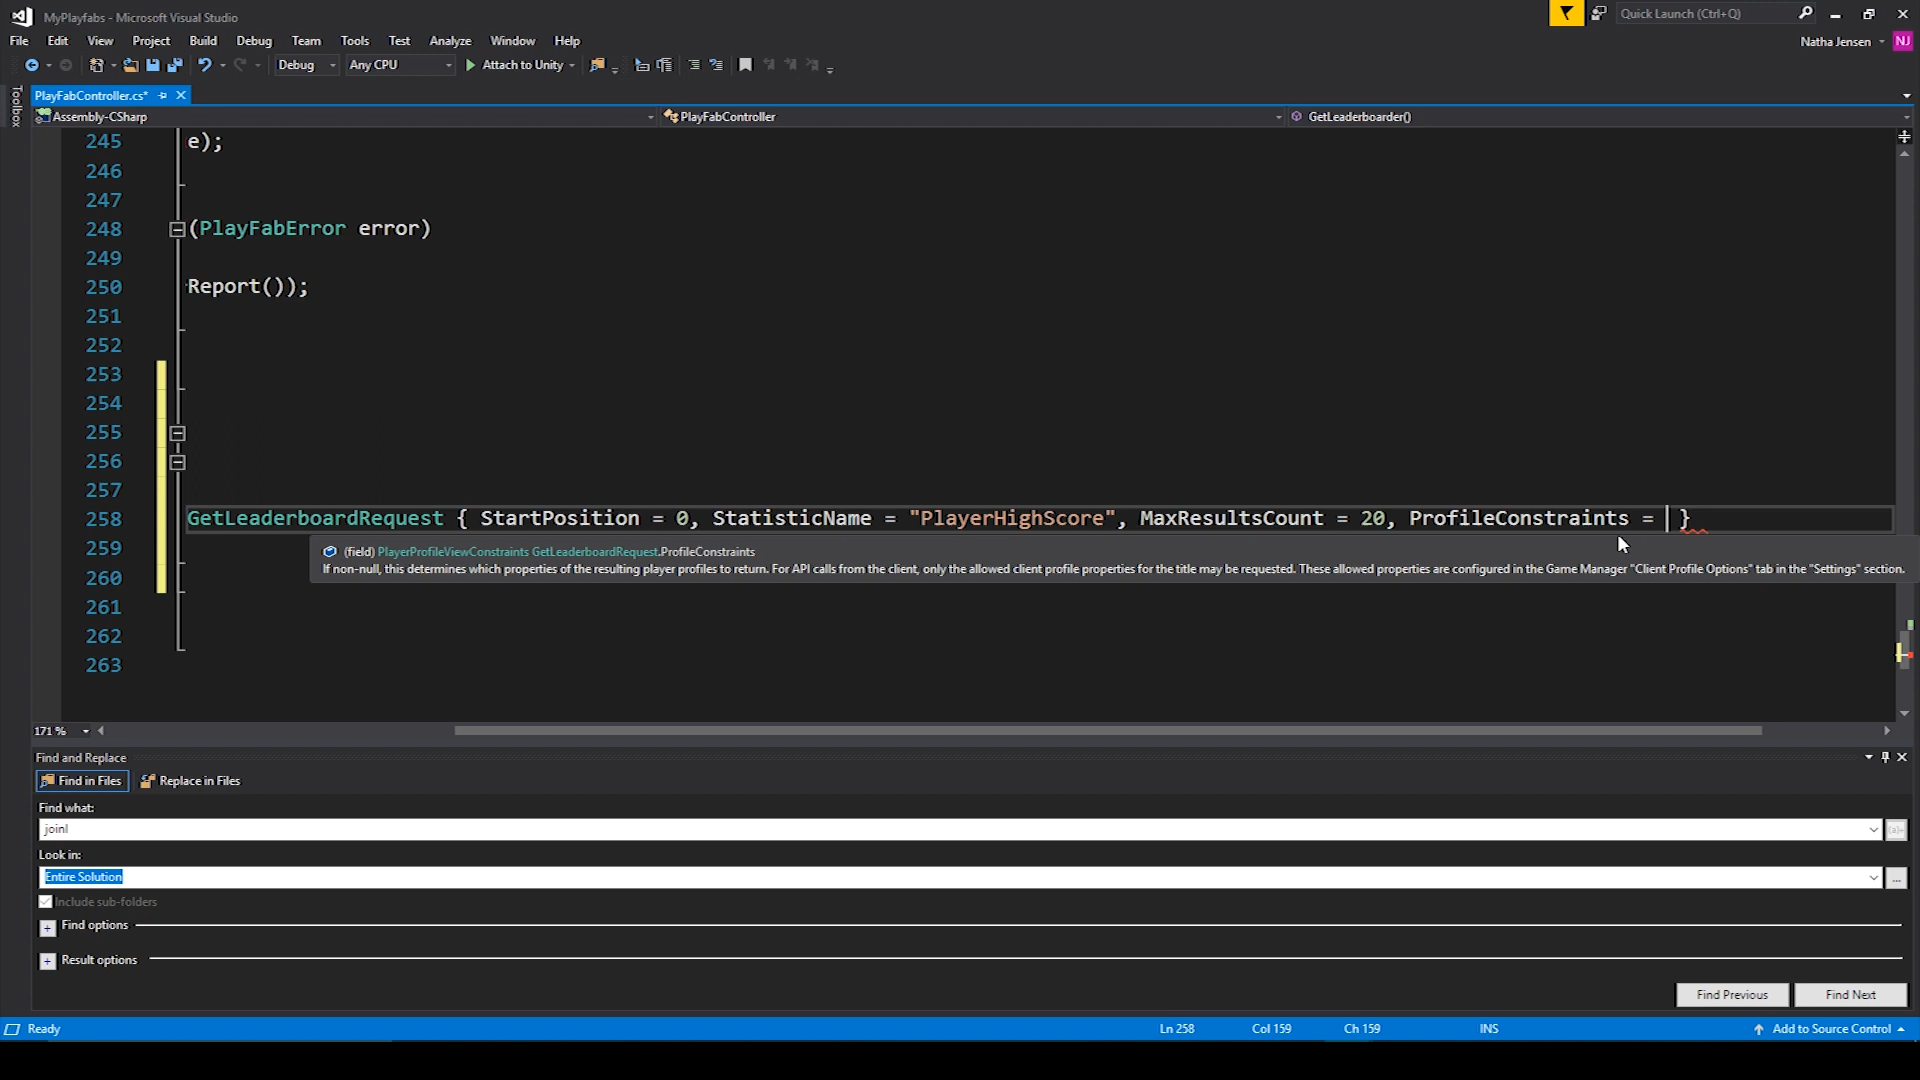 MyPlayfabs - Microsoft Visual Studio
Quick Launch (Ctrl+Q)
File Edit View Project Build Debug Team Tools Test Analyze Window Help
Natha Jensen NJ
Debug Any CPU Attach to Unity
Toolbox
PlayFabController.cs*
Assembly-CSharp PlayFabController GetLeaderboarder()
245 e);
246
247
248 (PlayFabError error)
249
250 Report());
251
252
253
254
255
256
257
258 GetLeaderboardRequest { StartPosition = 0, StatisticName = "PlayerHighScore", MaxResultsCount = 20, ProfileConstraints = }
259 (field) PlayerProfileViewConstraints GetLeaderboardRequest.ProfileConstraints
If non-null, this determines which properties of the resulting player profiles to return. For API calls from the client, only the allowed client profile properties for the title may be requested. These allowed properties are configured in the Game Manager "Client Profile Options" tab in the "Settings" section.
260
261
262
263
171 %
Find and Replace
Find in Files Replace in Files
Find what:
joinl
Look in:
Entire Solution
...
Include sub-folders
Find options
Result options
Find Previous Find Next
Ready Ln 258 Col 159 Ch 159 INS Add to Source Control